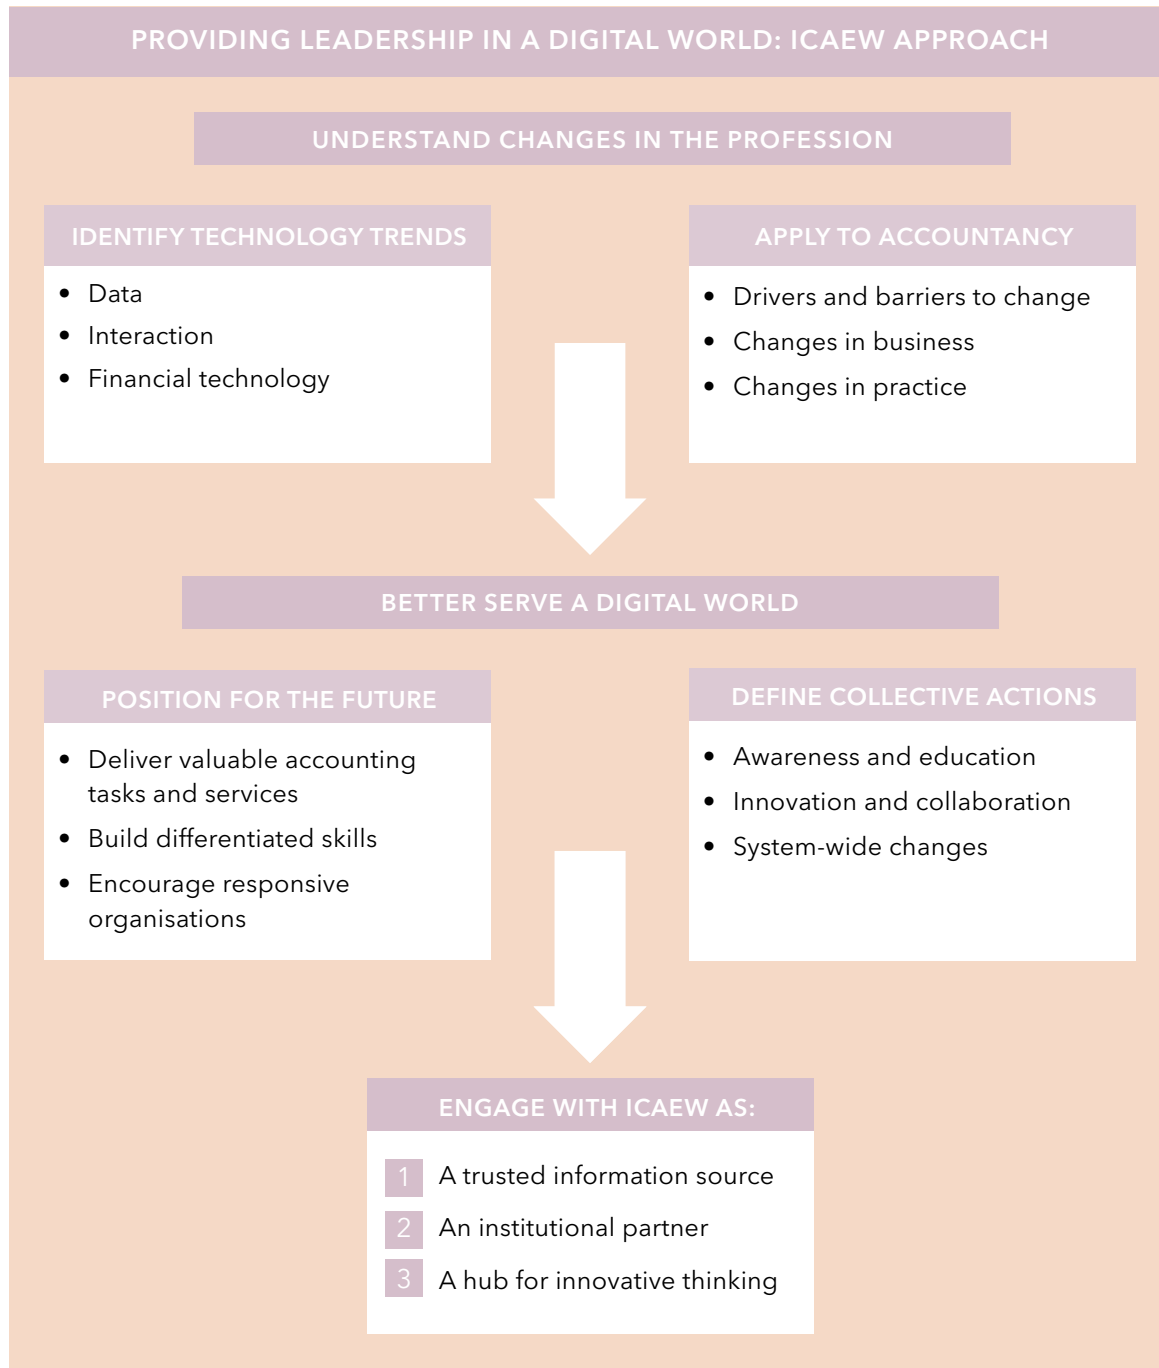 PROVIDING LEADERSHIP IN A DIGITAL WORLD: ICAEW APPROACH
UNDERSTAND CHANGES IN THE PROFESSION
IDENTIFY TECHNOLOGY TRENDS
• Data
• Interaction
• Financial technology
APPLY TO ACCOUNTANCY
• Drivers and barriers to change
• Changes in business
• Changes in practice
BETTER SERVE A DIGITAL WORLD
POSITION FOR THE FUTURE
• Deliver valuable accounting
tasks and services
• Build differentiated skills
• Encourage responsive
organisations
DEFINE COLLECTIVE ACTIONS
• Awareness and education
• Innovation and collaboration
• System-wide changes
ENGAGE WITH ICAEW AS:
1 A trusted information source
2 An institutional partner
3 A hub for innovative thinking